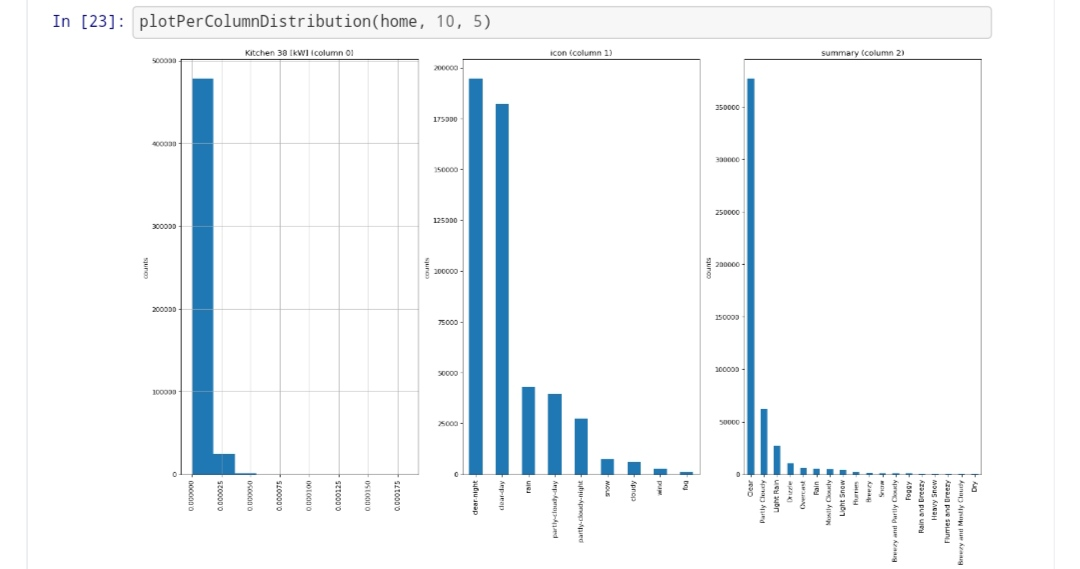 In [23]: plotPerColumnDistribution(home, 10, 5)
Kitchen 38 [kW] (column 0)
500000
400000
300000
200000
100000
0
counts
0.000000
0.000025
0.000050
0.000075
0.000100
0.000125
0.000150
0.000175
icon (column 1)
200000
175000
150000
125000
100000
75000
50000
25000
0
counts
clear-night
clear-day
rain
partly-cloudy-day
partly-cloudy-night
snow
cloudy
wind
fog
summary (column 2)
350000
300000
250000
200000
150000
100000
50000
0
counts
Clear
Partly Cloudy
Light Rain
Drizzle
Overcast
Rain
Mostly Cloudy
Light Snow
Flurries
Breezy
Snow
Breezy and Partly Cloudy
Foggy
Rain and Breezy
Heavy Snow
Flurries and Breezy
Breezy and Mostly Cloudy
Dry